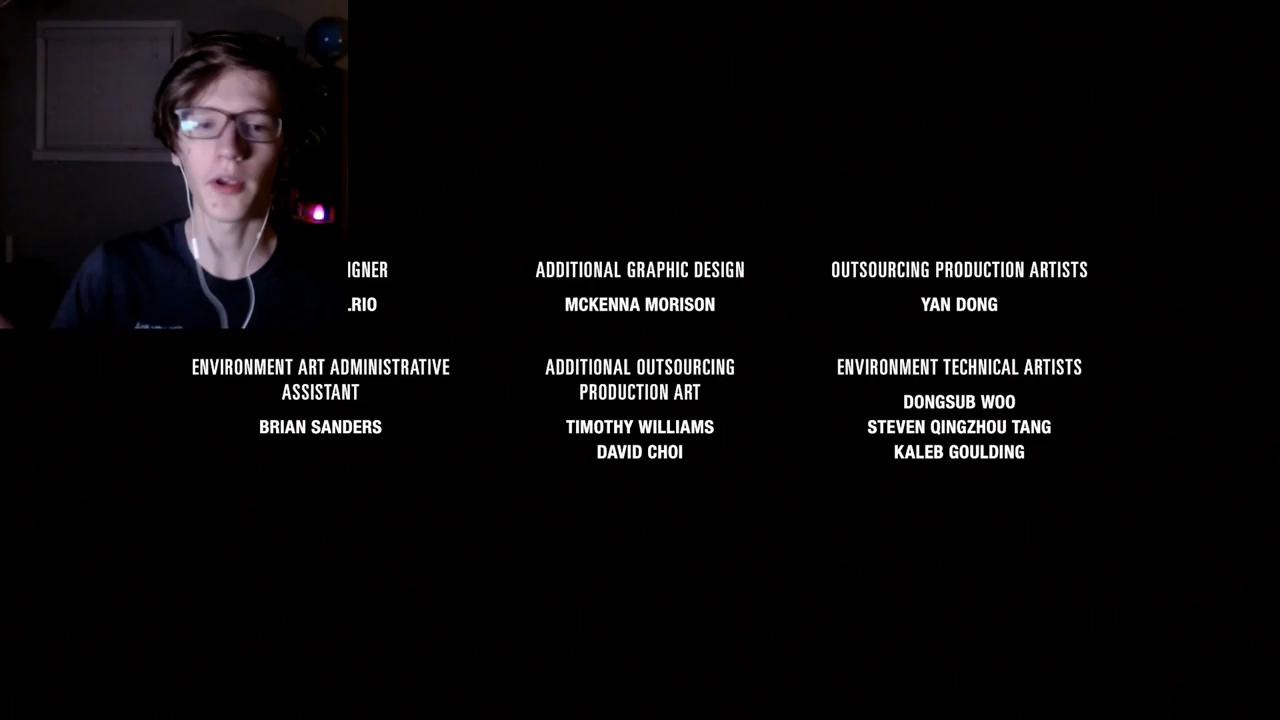 IGNER
.RIO
ADDITIONAL GRAPHIC DESIGN
MCKENNA MORISON
OUTSOURCING PRODUCTION ARTISTS
YAN DONG
ENVIRONMENT ART ADMINISTRATIVE
ASSISTANT
BRIAN SANDERS
ADDITIONAL OUTSOURCING
PRODUCTION ART
TIMOTHY WILLIAMS
DAVID CHOI
ENVIRONMENT TECHNICAL ARTISTS
DONGSUB WOO
STEVEN QINGZHOU TANG
KALEB GOULDING